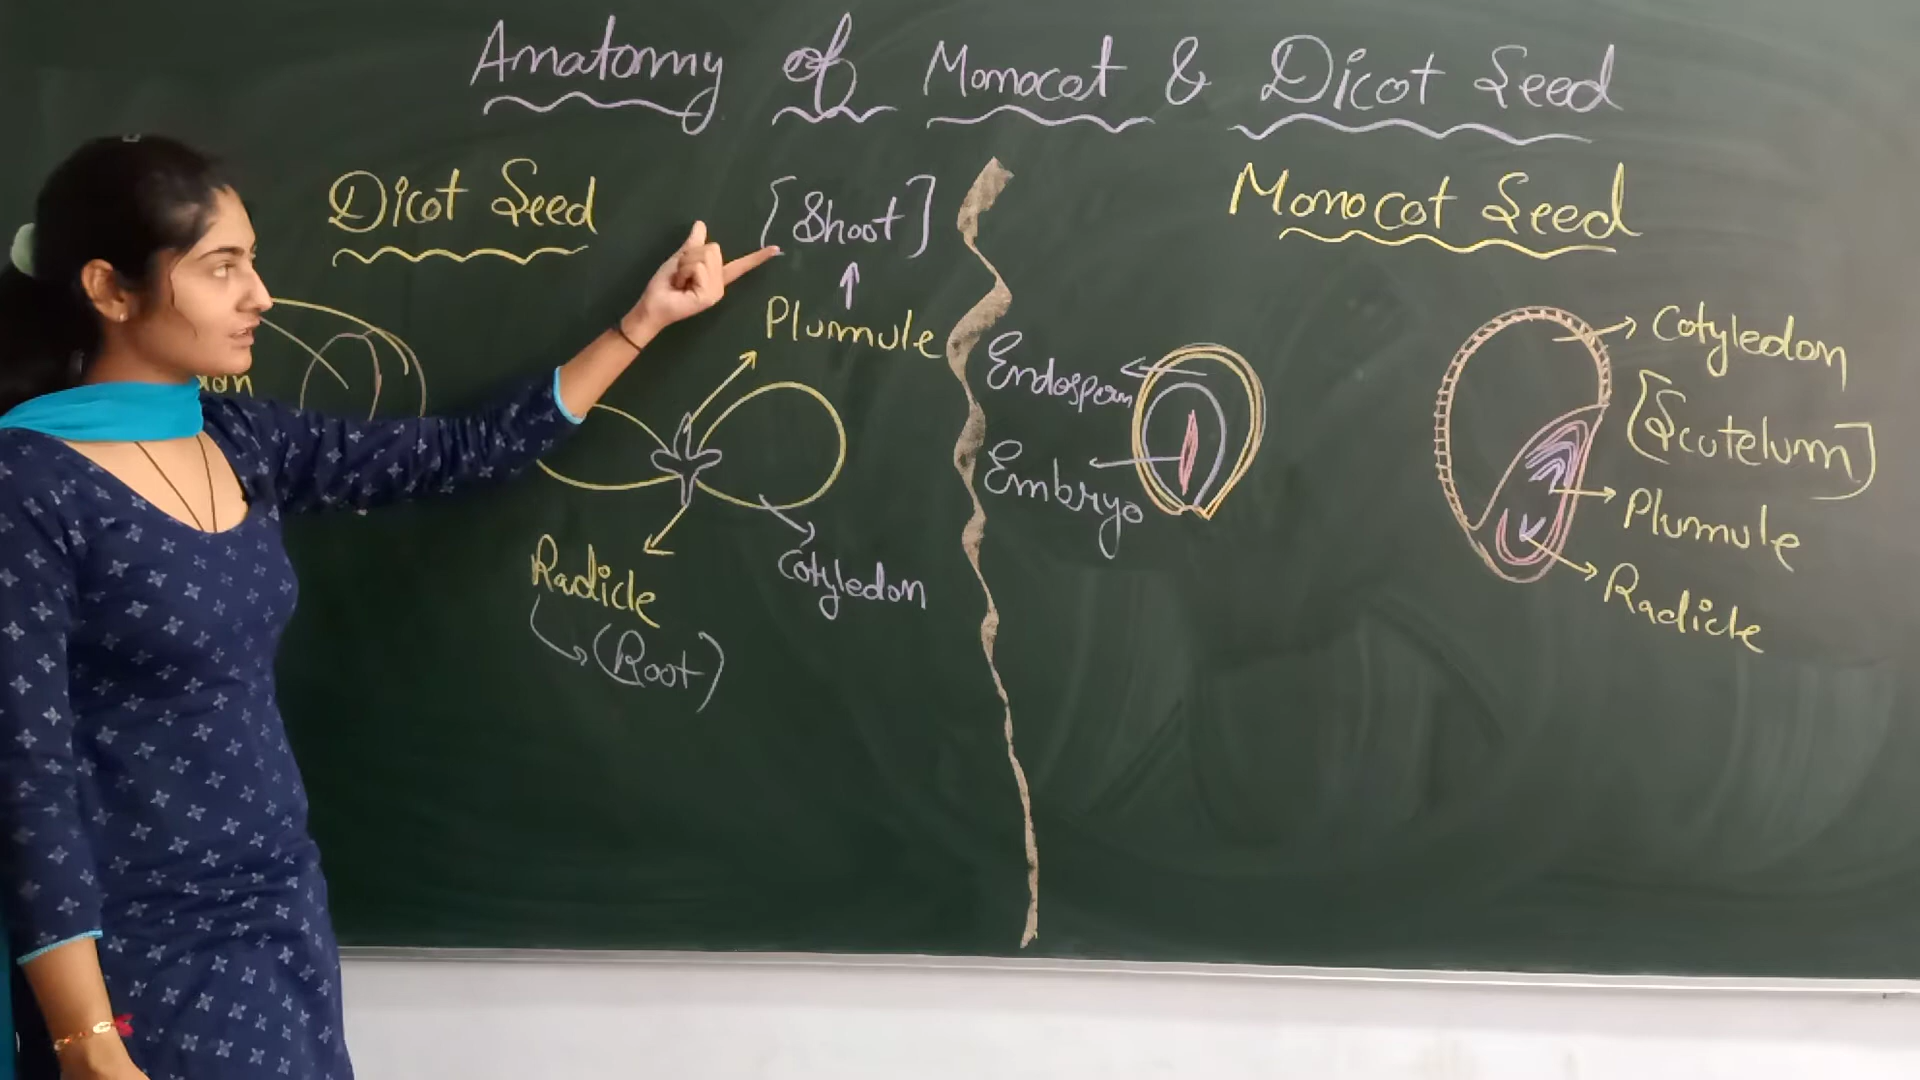 Anatomy of Monocot & Dicot Seed
Dicot Seed
[Shoot]
Plumule
Radicle
(Root)
Cotyledon
Monocot Seed
Endosperm
Embryo
Cotyledon
[Scutelum]
Plumule
Radicle